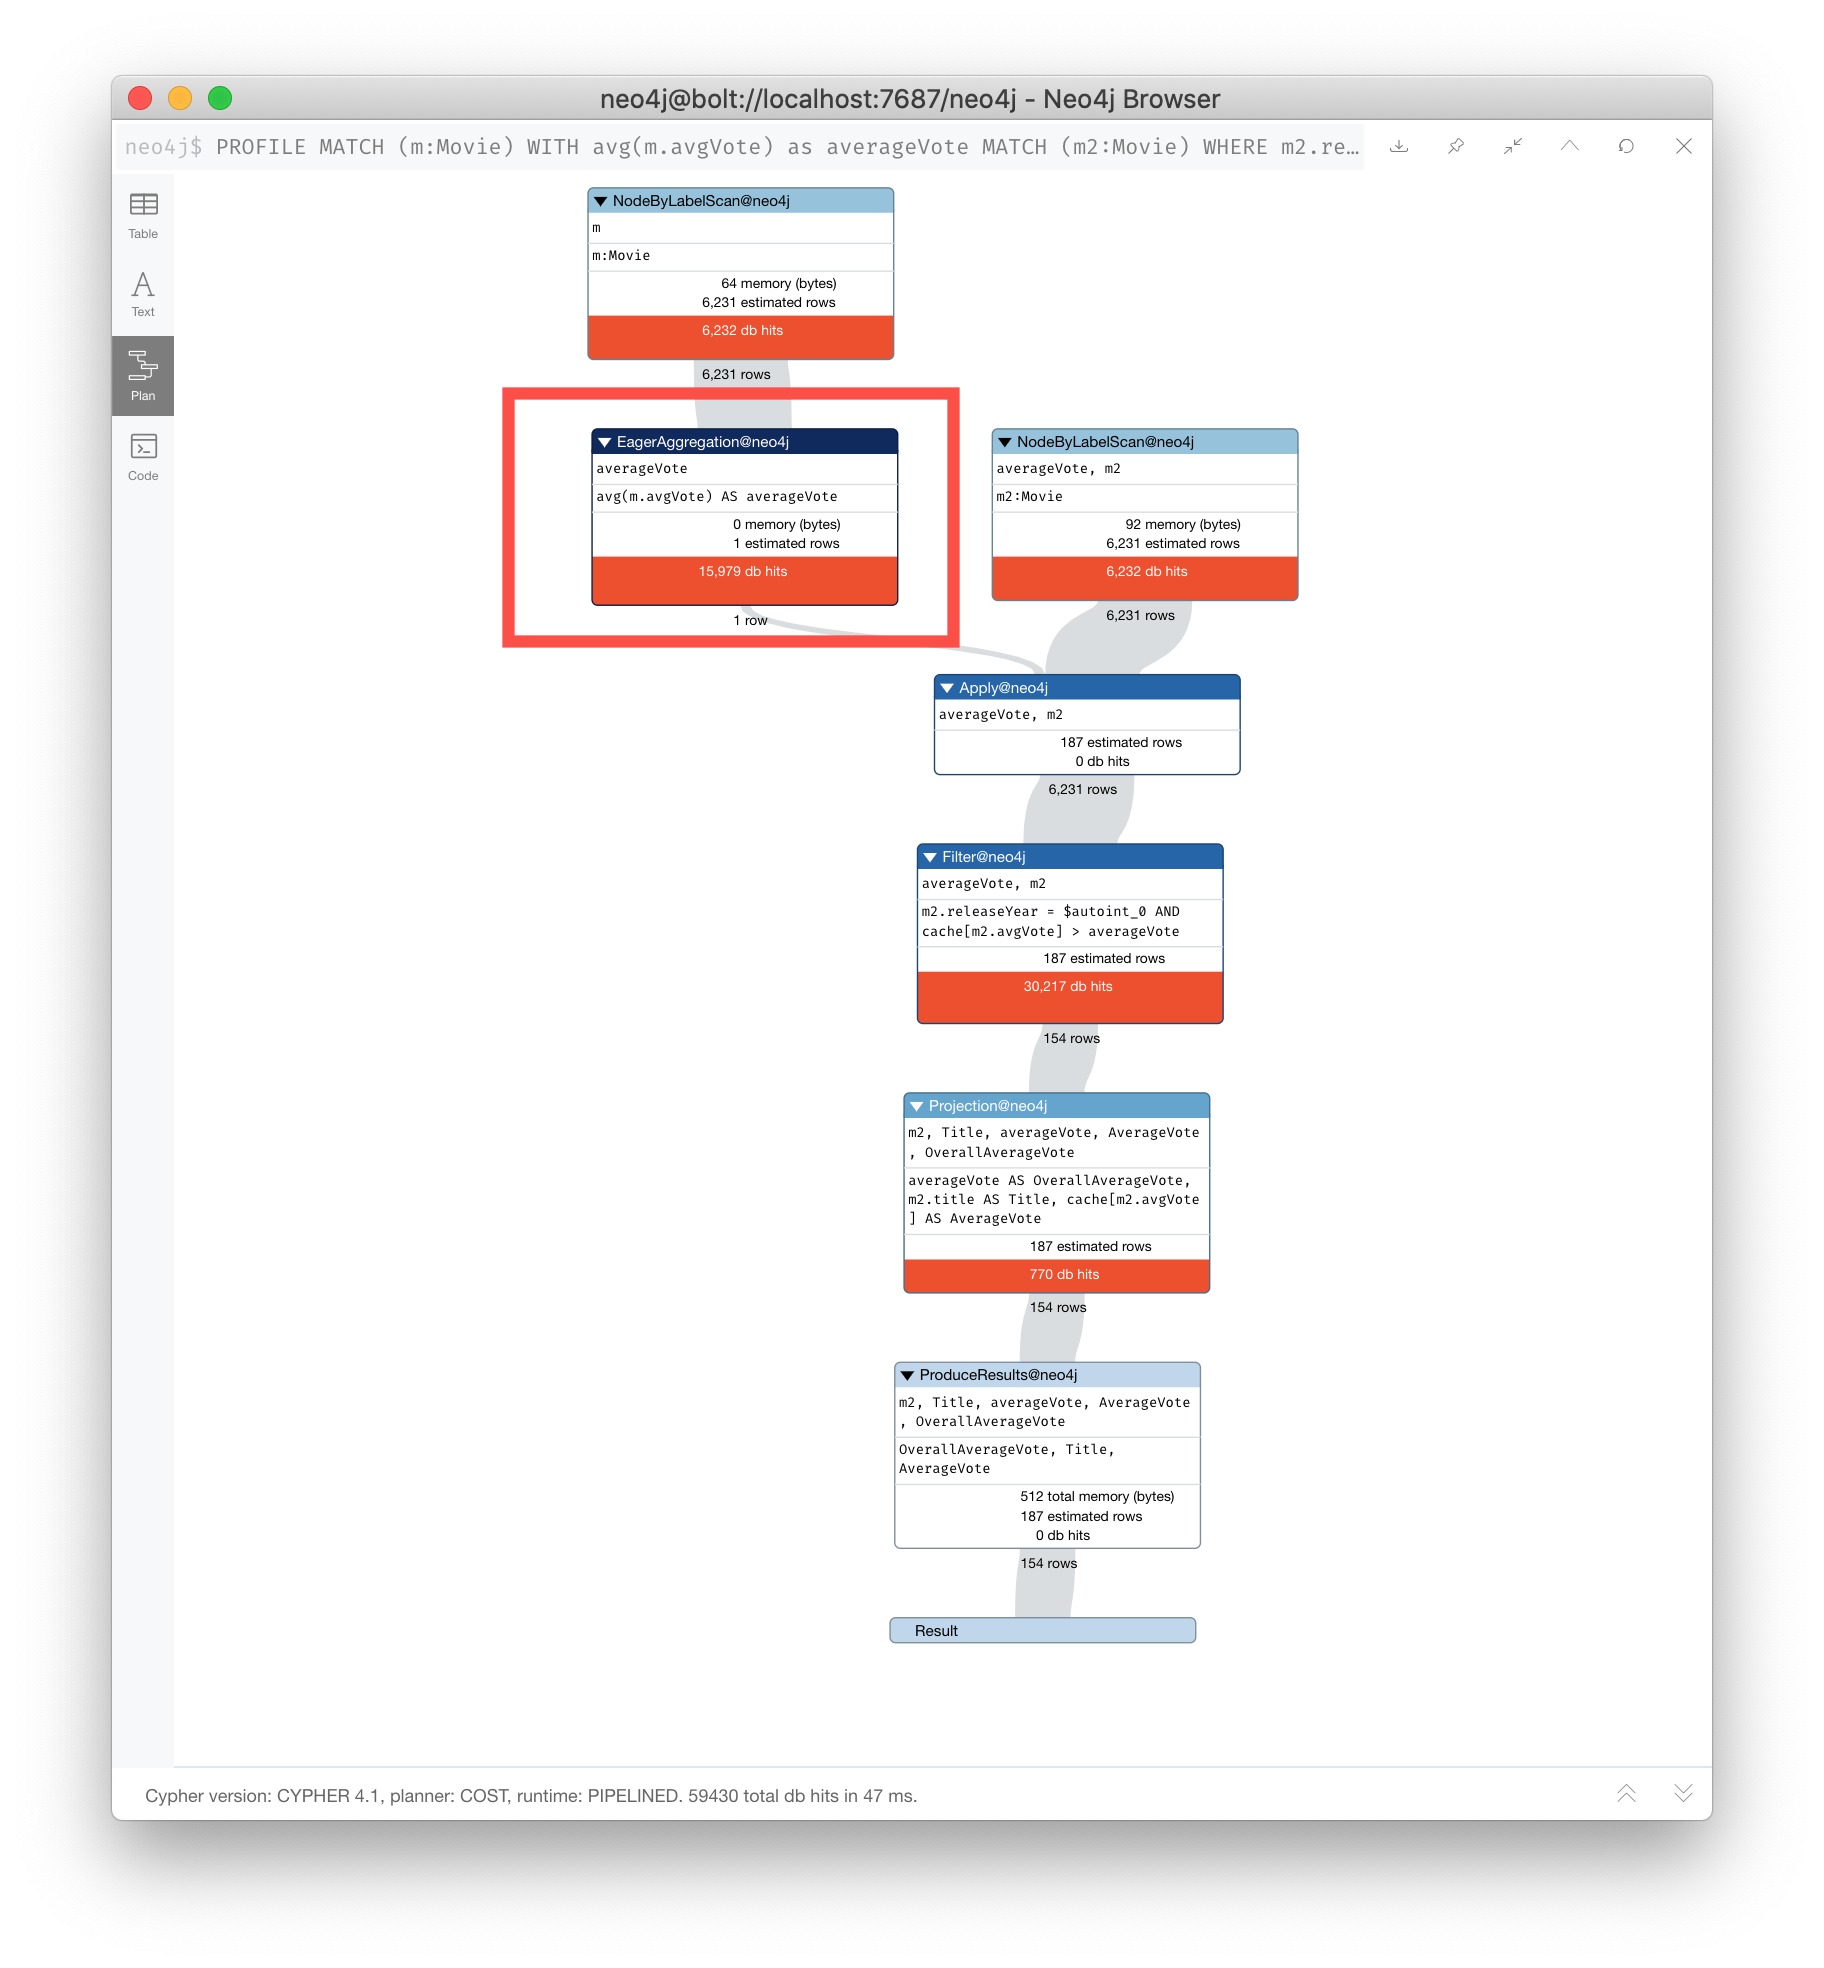 neo4j@bolt://localhost:7687/neo4j - Neo4j Browser
neo4j$ PROFILE MATCH (m:Movie) WITH avg(m.avgVote) as averageVote MATCH (m2:Movie) WHERE m2.re…
Table
Text
Plan
Code
NodeByLabelScan@neo4j
m
m:Movie
64 memory (bytes)
6,231 estimated rows
6,232 db hits
6,231 rows
EagerAggregation@neo4j
averageVote
avg(m.avgVote) AS averageVote
0 memory (bytes)
1 estimated rows
15,979 db hits
1 row
NodeByLabelScan@neo4j
averageVote, m2
m2:Movie
92 memory (bytes)
6,231 estimated rows
6,232 db hits
6,231 rows
Apply@neo4j
averageVote, m2
187 estimated rows
0 db hits
6,231 rows
Filter@neo4j
averageVote, m2
m2.releaseYear = $autoint_0 AND
cache[m2.avgVote] > averageVote
187 estimated rows
30,217 db hits
154 rows
Projection@neo4j
m2, Title, averageVote, AverageVote
, OverallAverageVote
averageVote AS OverallAverageVote,
m2.title AS Title, cache[m2.avgVote
] AS AverageVote
187 estimated rows
770 db hits
154 rows
ProduceResults@neo4j
m2, Title, averageVote, AverageVote
, OverallAverageVote
OverallAverageVote, Title,
AverageVote
512 total memory (bytes)
187 estimated rows
0 db hits
154 rows
Result
Cypher version: CYPHER 4.1, planner: COST, runtime: PIPELINED. 59430 total db hits in 47 ms.